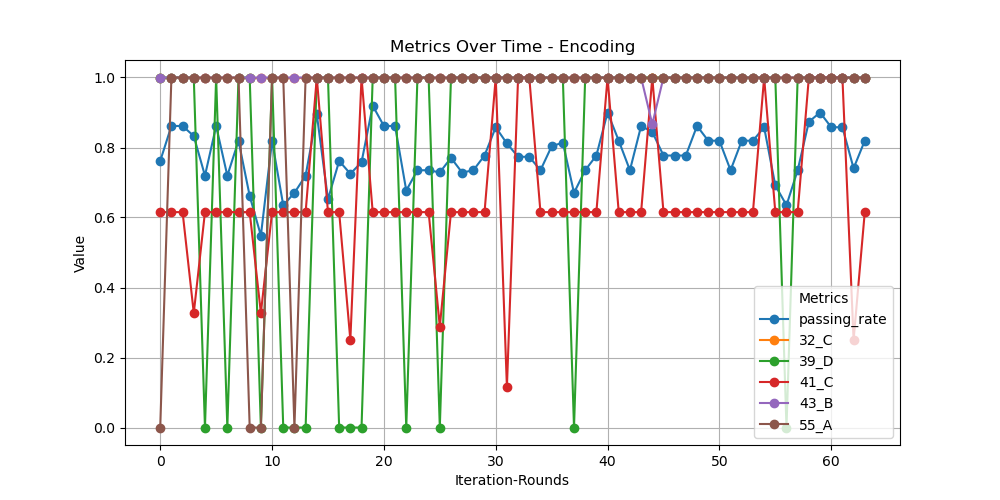 Metrics Over Time - Encoding
Value
1.0
0.8
0.6
0.4
0.2
0.0
0 10 20 30 40 50 60
Iteration-Rounds
Metrics
passing_rate
32_C
39_D
41_C
43_B
55_A